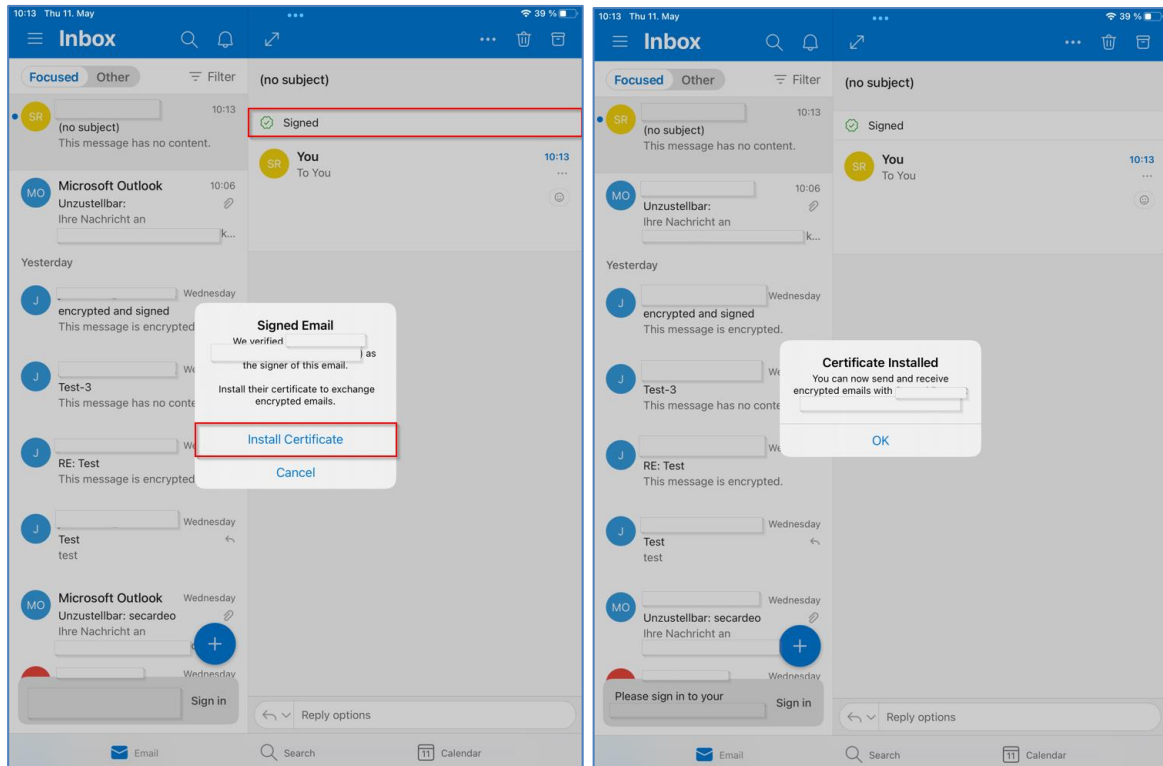 10:13 Thu 11. May
39 %
Inbox
Focused Other
Filter
SR
10:13
(no subject)
This message has no content.
MO
Microsoft Outlook
10:06
Unzustellbar:
Ihre Nachricht an
k...
Yesterday
J
Wednesday
encrypted and signed
This message is encrypted
J
We
Test-3
This message has no conte
J
We
RE: Test
This message is encrypted
J
Wednesday
Test
test
MO
Microsoft Outlook
Wednesday
Unzustellbar: secardeo
Ihre Nachricht an
Wednesday
Sign in
(no subject)
Signed
SR
You
10:13
To You
Signed Email
We verified
) as
the signer of this email.
Install their certificate to exchange
encrypted emails.
Install Certificate
Cancel
Reply options
Email
Search
11 Calendar
10:13 Thu 11. May
39 %
Inbox
Focused Other
Filter
SR
10:13
(no subject)
This message has no content.
MO
10:06
Unzustellbar:
Ihre Nachricht an
k...
Yesterday
J
Wednesday
encrypted and signed
This message is encrypted.
J
We
Test-3
This message has no conte
J
We
RE: Test
This message is encrypted.
J
Wednesday
Test
test
MO
Wednesday
Unzustellbar: secardeo
Ihre Nachricht an
Wednesday
Please sign in to your
Sign in
(no subject)
Signed
SR
You
10:13
To You
Certificate Installed
You can now send and receive
encrypted emails with
OK
Reply options
Email
Search
11 Calendar